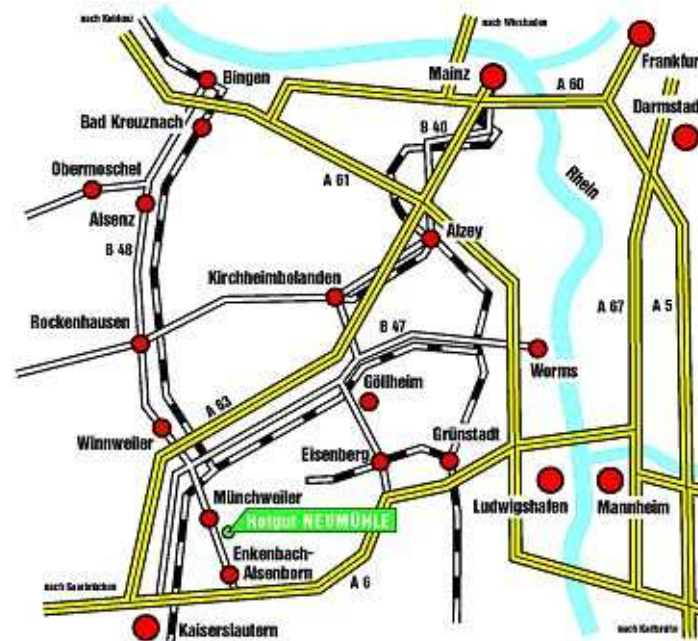 nach Koblenz
nach Wiesbaden
Bingen
Mainz
Frankfur
A 60
Darmstad
Bad Kreuznach
B 40
Obermoschel
A 61
Rhein
Alsenz
B 48
Alzey
Kirchheimbolanden
A 67
A 5
Rockenhausen
B 47
Worms
Göllheim
A 63
Winnweiler
Grünstadt
Eisenberg
Münchweiler
Ludwigshafen
Mannheim
Hofgut NEUMÜHLE
Enkenbach-
Alsenborn
A 6
nach Saarbrücken
Kaiserslautern
nach Karlsruhe